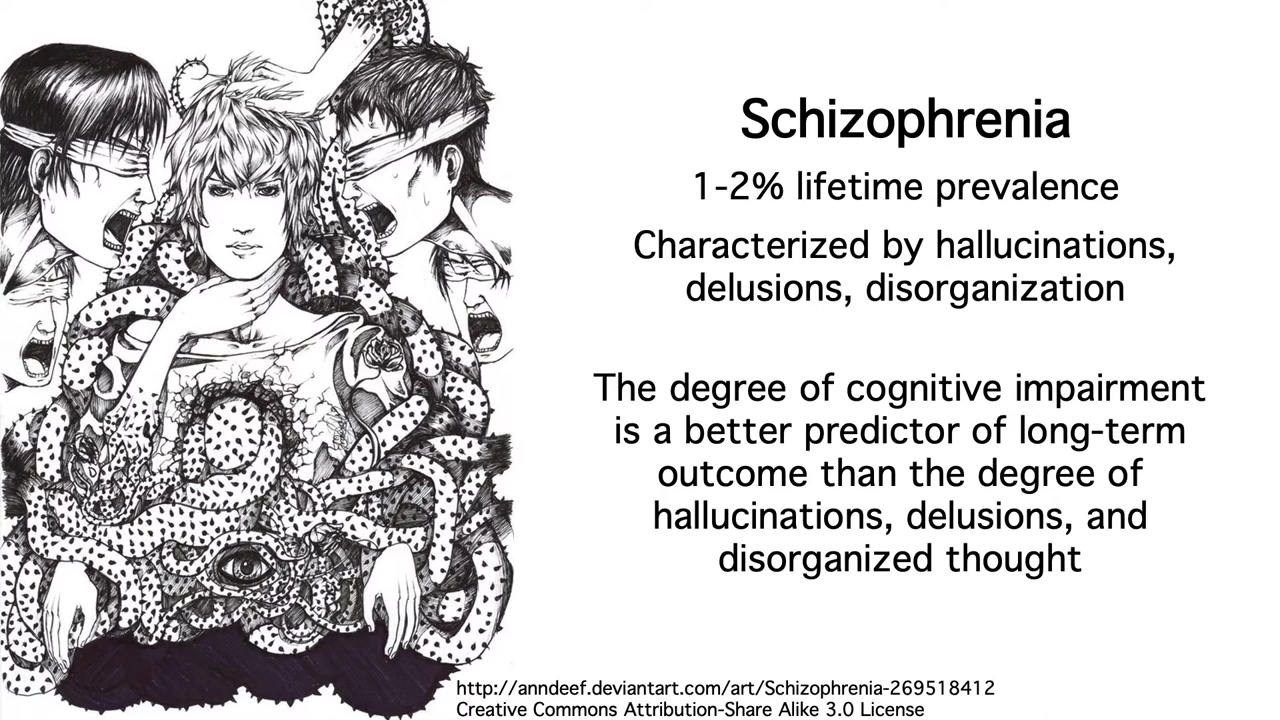 Schizophrenia
1-2% lifetime prevalence
Characterized by hallucinations,
delusions, disorganization
The degree of cognitive impairment
is a better predictor of long-term
outcome than the degree of
hallucinations, delusions, and
disorganized thought
http://anndeef.deviantart.com/art/Schizophrenia-269518412
Creative Commons Attribution-Share Alike 3.0 License